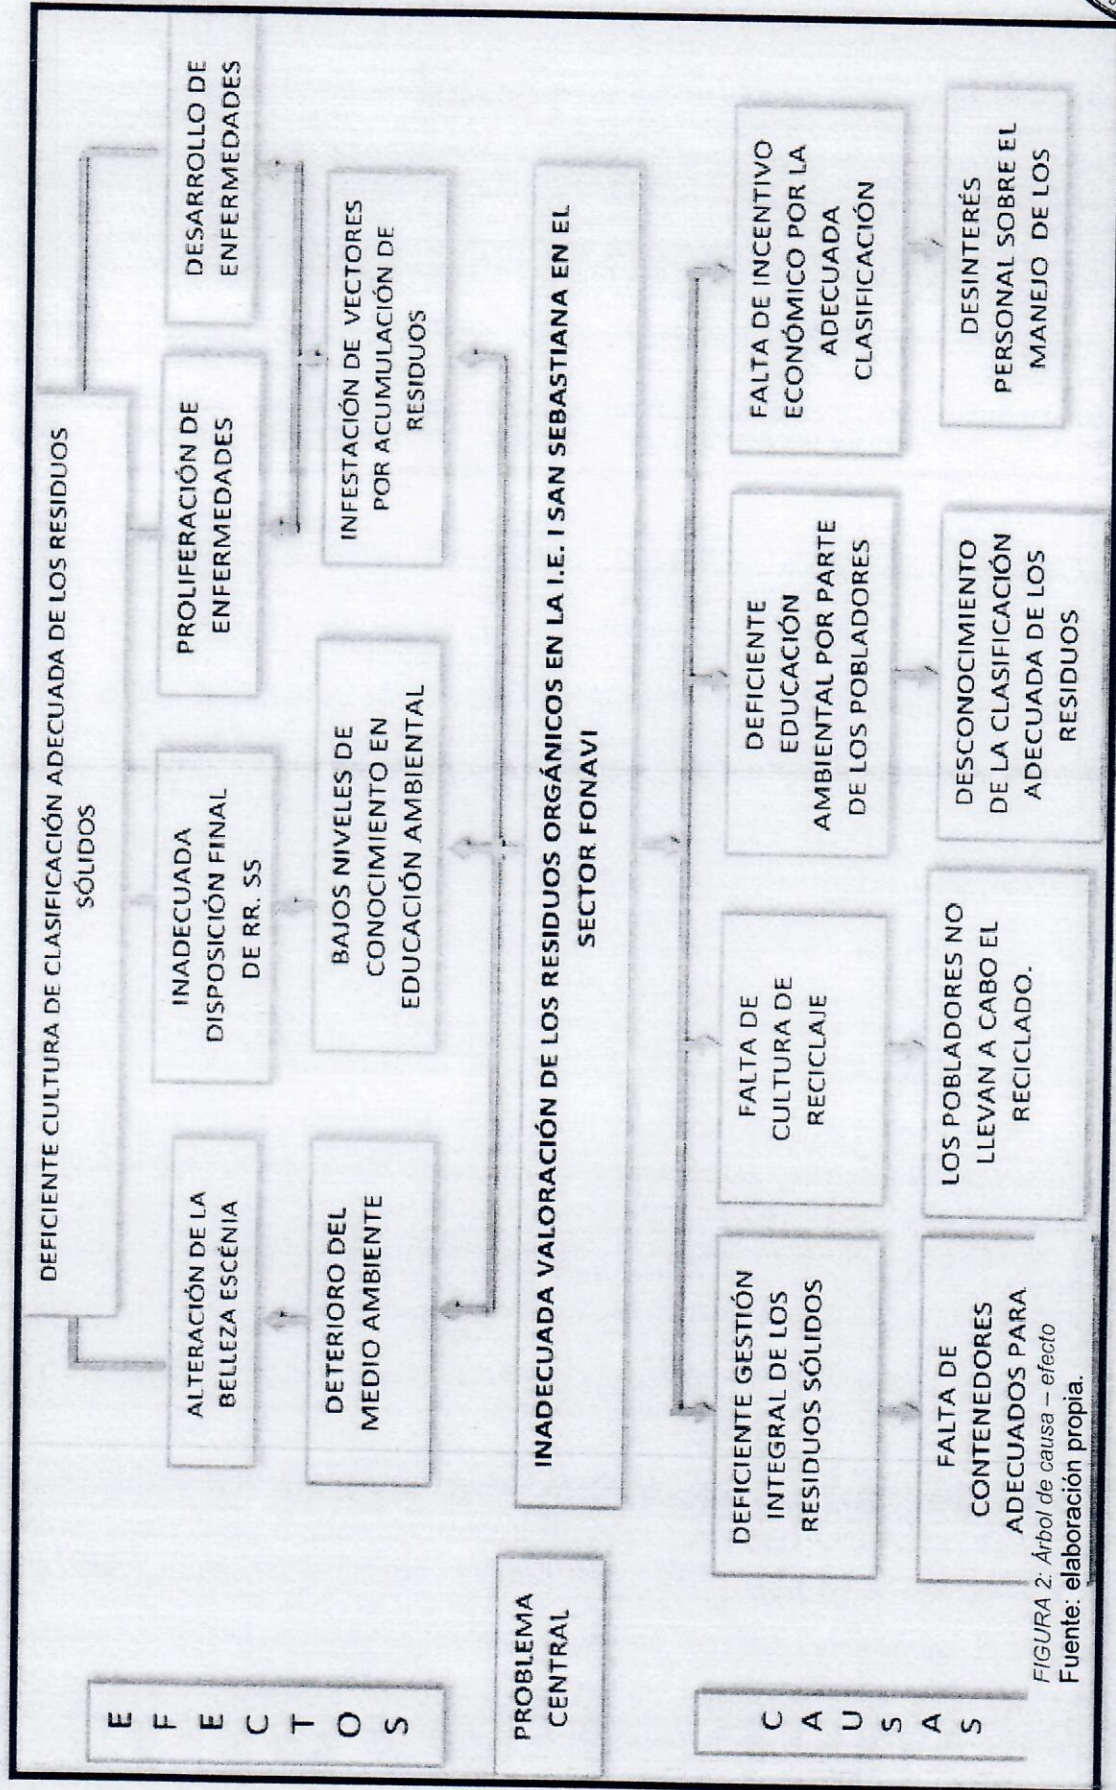 DEFICIENTE CULTURA DE CLASIFICACIÓN ADECUADA DE LOS RESIDUOS
SÓLIDOS
E
F
E
C
T
O
S
ALTERACIÓN DE LA
BELLEZA ESCÉNIA
INADECUADA
DISPOSICIÓN FINAL
DE RR. SS
PROLIFERACIÓN DE
ENFERMEDADES
DESARROLLO DE
ENFERMEDADES
DETERIORO DEL
MEDIO AMBIENTE
BAJOS NIVELES DE
CONOCIMIENTO EN
EDUCACIÓN AMBIENTAL
INFESTACIÓN DE VECTORES
POR ACUMULACIÓN DE
RESIDUOS
PROBLEMA
CENTRAL
INADECUADA VALORACIÓN DE LOS RESIDUOS ORGÁNICOS EN LA I.E. I SAN SEBASTIANA EN EL
SECTOR FONAVI
C
A
U
S
A
S
DEFICIENTE GESTIÓN
INTEGRAL DE LOS
RESIDUOS SÓLIDOS
FALTA DE
CULTURA DE
RECICLAJE
DEFICIENTE
EDUCACIÓN
AMBIENTAL POR PARTE
DE LOS POBLADORES
FALTA DE INCENTIVO
ECONÓMICO POR LA
ADECUADA
CLASIFICACIÓN
FALTA DE
CONTENEDORES
ADECUADOS PARA
LOS POBLADORES NO
LLEVAN A CABO EL
RECICLADO.
DESCONOCIMIENTO
DE LA CLASIFICACIÓN
ADECUADA DE LOS
RESIDUOS
DESINTERÉS
PERSONAL SOBRE EL
MANEJO DE LOS
FIGURA 2: Árbol de causa – efecto
Fuente: elaboración propia.